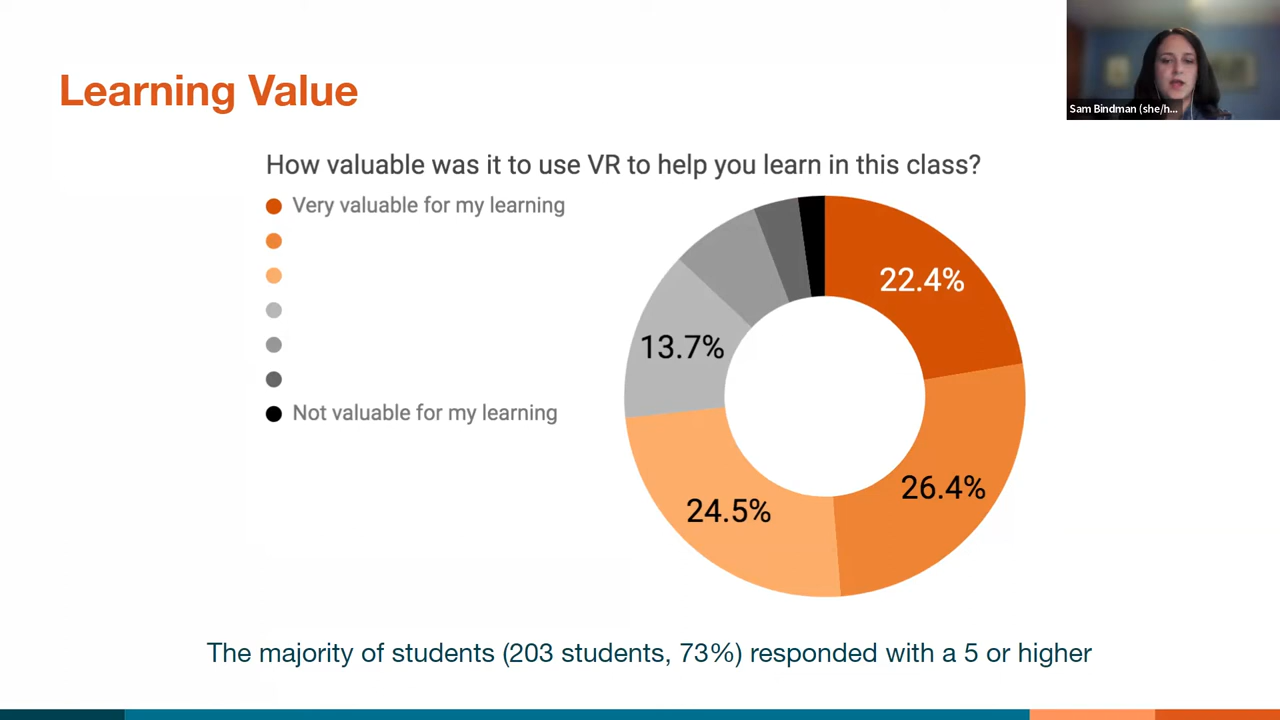 Learning Value
Sam Bindman (she/h...
How valuable was it to use VR to help you learn in this class?
Very valuable for my learning
Not valuable for my learning
22.4%
26.4%
24.5%
13.7%
The majority of students (203 students, 73%) responded with a 5 or higher